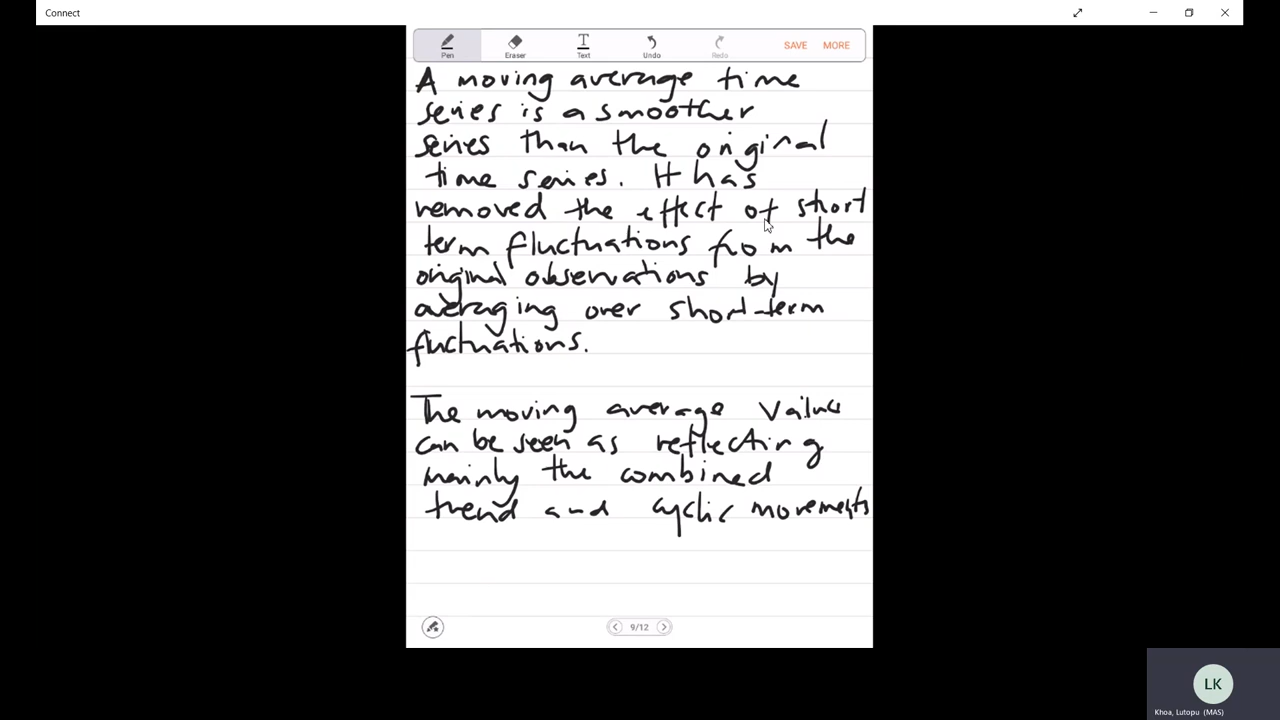 Connect
Pen Eraser Text Undo Redo SAVE MORE
A moving average time
series is a smoother
series than the original
time series. It has
removed the effect of short
term fluctuations from the
original observations by
averaging over short-term
fluctuations.
The moving average value
can be seen as reflecting
mainly the combined
trend and cyclic movements
9/12
LK
Khoa, Lutopu (MAS)